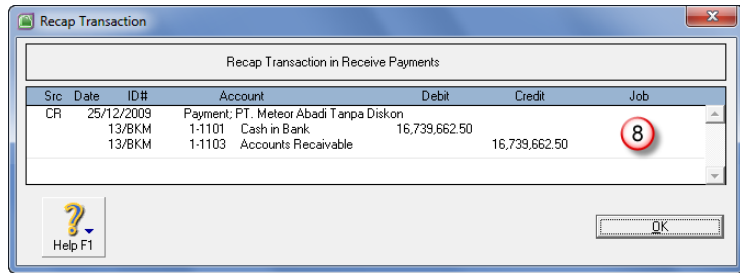 Recap Transaction
Recap Transaction in Receive Payments
Src Date ID# Account Debit Credit Job
CR 25/12/2009 Payment; PT. Meteor Abadi Tanpa Diskon
13/BKM 1-1101 Cash in Bank 16,739,662.50
13/BKM 1-1103 Accounts Recaivable 16,739,662.50
8
Help F1
OK